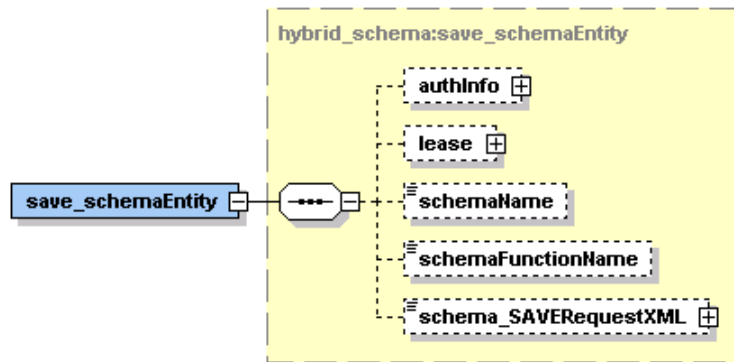 hybrid_schema:save_schemaEntity
authInfo
lease
save_schemaEntity
schemaName
schemaFunctionName
schema_SAVERequestXML